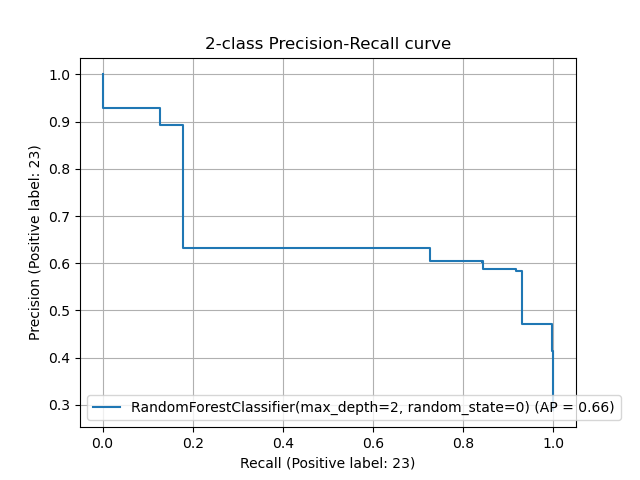 2-class Precision-Recall curve
Precision (Positive label: 23)
1.0
0.9
0.8
0.7
0.6
0.5
0.4
0.3
RandomForestClassifier(max_depth=2, random_state=0) (AP = 0.66)
0.0 0.2 0.4 0.6 0.8 1.0
Recall (Positive label: 23)